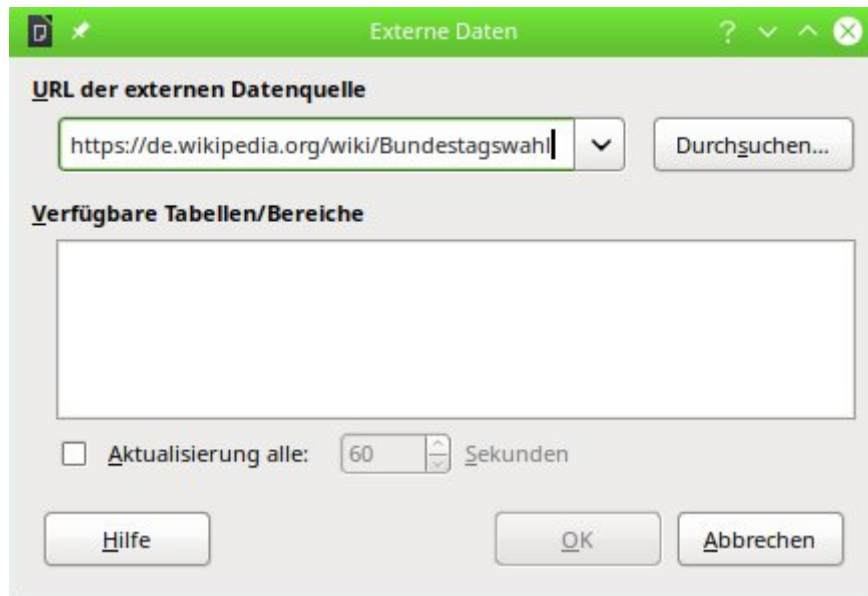 Externe Daten
URL der externen Datenquelle
https://de.wikipedia.org/wiki/Bundestagswahl
Durchsuchen...
Verfügbare Tabellen/Bereiche
Aktualisierung alle: 60 Sekunden
Hilfe OK Abbrechen